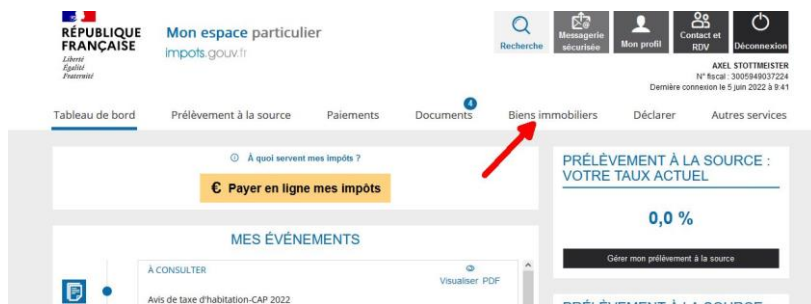 RÉPUBLIQUE
FRANÇAISE
Liberté
Égalité
Fraternité
Mon espace particulier
impots.gouv.fr
Recherche
Messagerie
sécurisée
Mon profil
Contact et
RDV
Déconnexion
AXEL STOTTMEISTER
N° fiscal : 3005949037224
Dernière connexion le 5 juin 2022 à 9:41
Tableau de bord
Prélèvement à la source
Paiements
4
Documents
Biens immobiliers
Déclarer
Autres services
À quoi servent mes impôts ?
€ Payer en ligne mes impôts
MES ÉVÉNEMENTS
À CONSULTER
Visualiser PDF
Avis de taxe d'habitation-CAP 2022
PRÉLÈVEMENT À LA SOURCE :
VOTRE TAUX ACTUEL
0,0 %
Gérer mon prélèvement à la source
PRÉLÈVEMENT À LA SOURCE